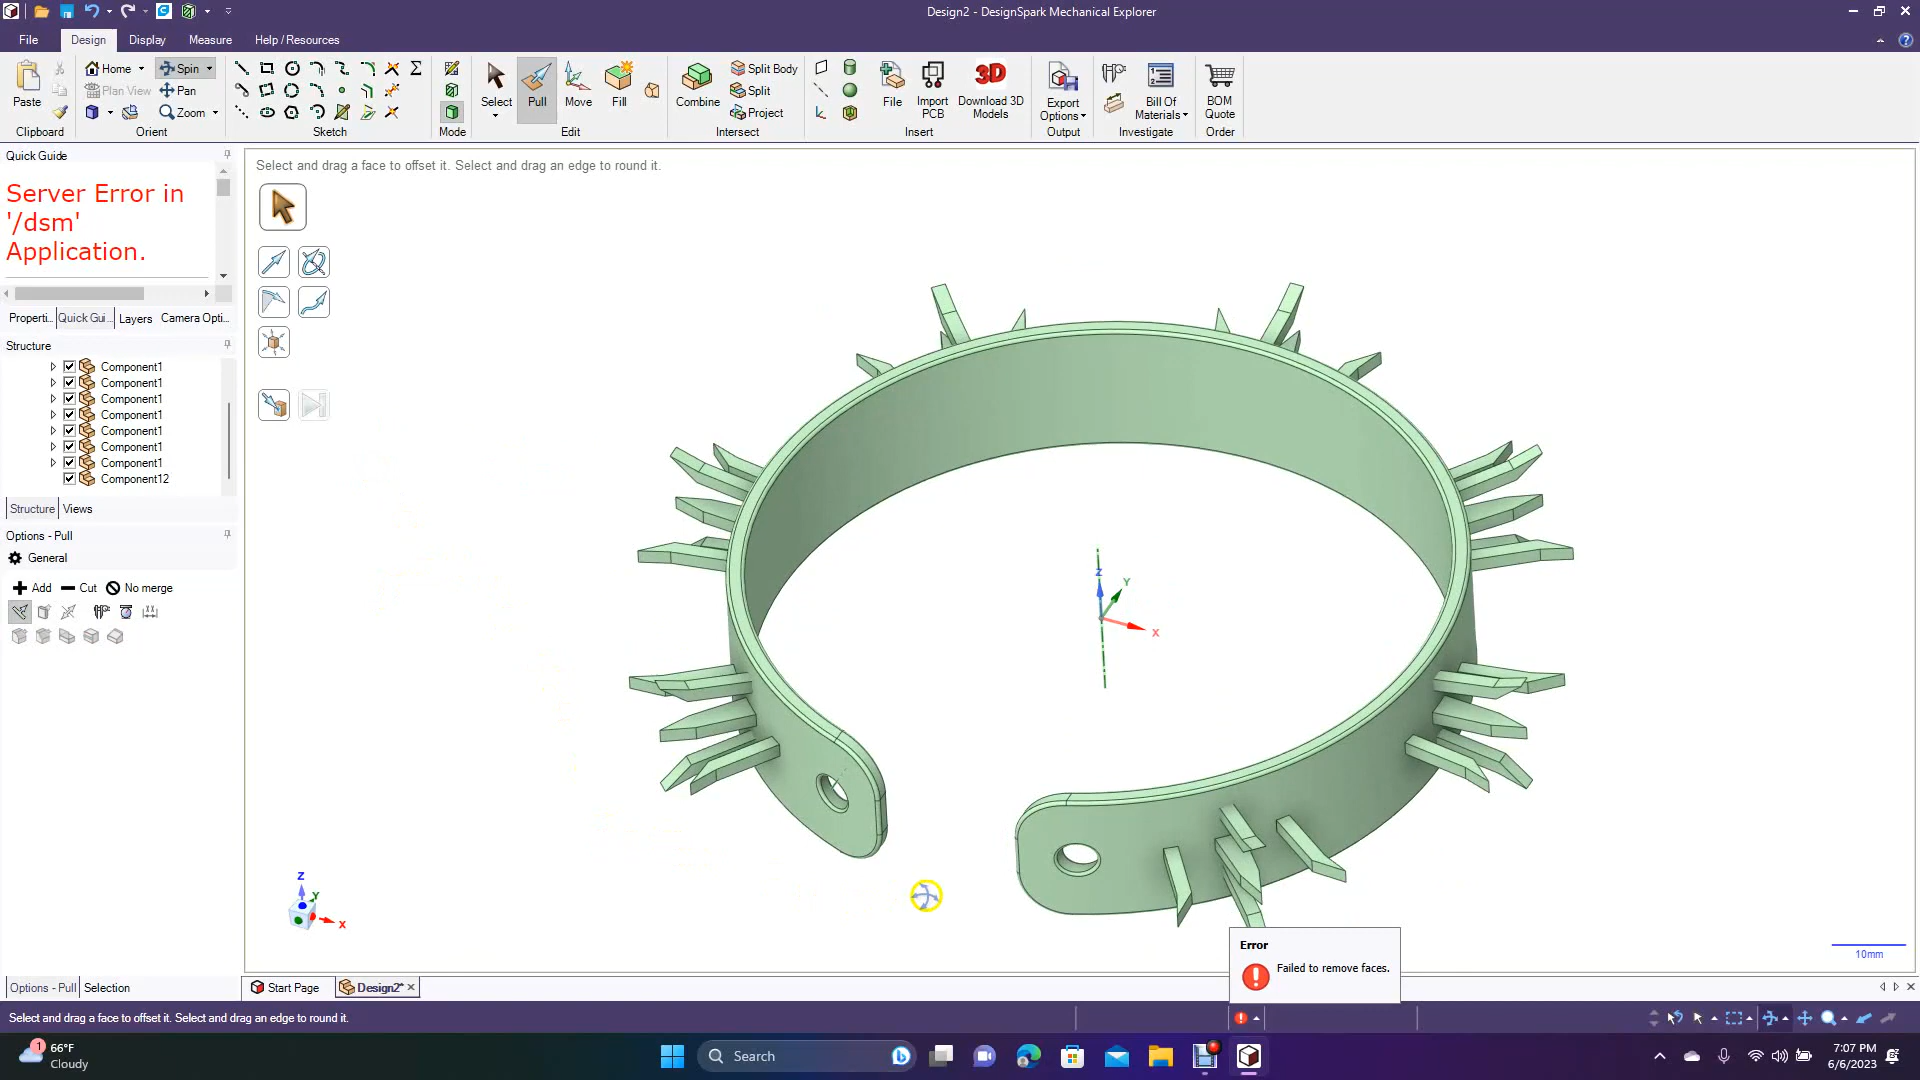 Design2 - DesignSpark Mechanical Explorer
File
Design
Display
Measure
Help / Resources
Paste
Clipboard
Home
Spin
Plan View
Pan
Zoom
Orient
Sketch
Mode
Select
Pull
Move
Fill
Edit
Combine
Split Body
Split
Project
Intersect
File
Import
PCB
Download 3D
Models
Insert
3D
Export
Options
Output
Bill Of
Materials
Investigate
BOM
Quote
Order
Quick Guide
Server Error in
'/dsm'
Application.
Properti...
Quick Gui...
Layers
Camera Opti...
Structure
Component1
Component1
Component1
Component1
Component1
Component1
Component1
Component12
Structure
Views
Options - Pull
General
Add
Cut
No merge
Options - Pull
Selection
Select and drag a face to offset it. Select and drag an edge to round it.
Z
Y
X
Z
Y
X
10mm
Error
Failed to remove faces.
Start Page
Design2*
Select and drag a face to offset it. Select and drag an edge to round it.
1
66°F
Cloudy
Search
7:07 PM
6/6/2023